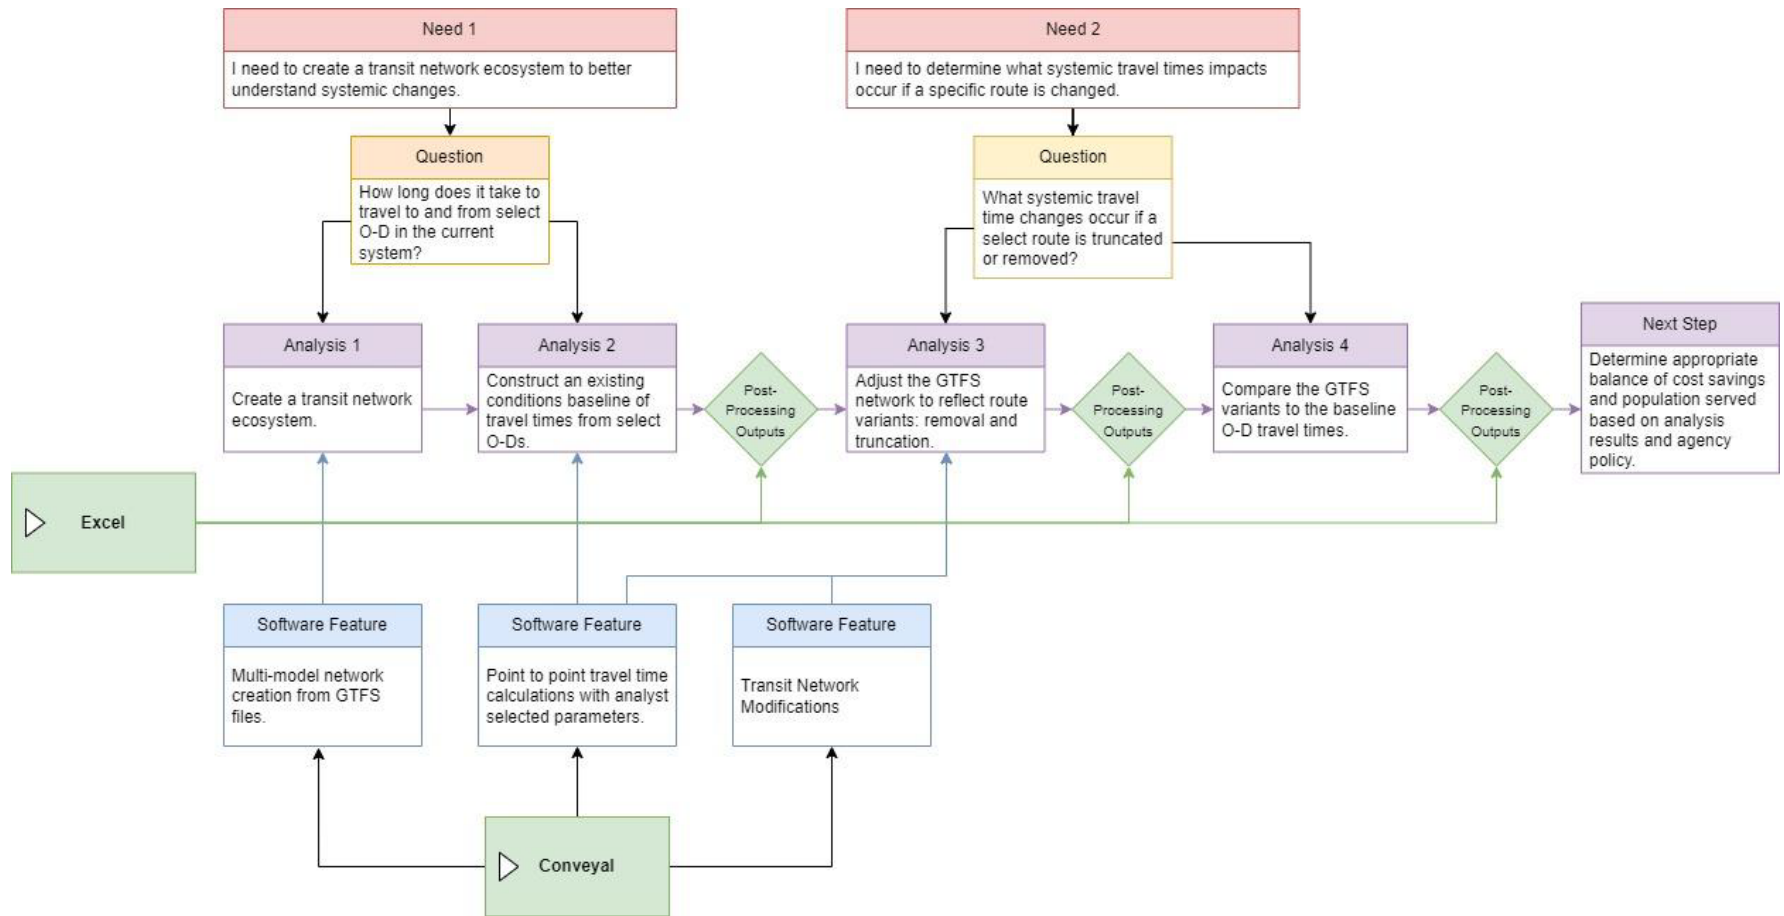 Need 1
I need to create a transit network ecosystem to better
understand systemic changes.
Need 2
I need to determine what systemic travel times impacts
occur if a specific route is changed.
Question
How long does it take to
travel to and from select
O-D in the current
system?
Question
What systemic travel
time changes occur if a
select route is truncated
or removed?
Analysis 1
Create a transit network
ecosystem.
Analysis 2
Construct an existing
conditions baseline of
travel times from select
O-Ds.
Post-
Processing
Outputs
Analysis 3
Adjust the GTFS
network to reflect route
variants: removal and
truncation.
Post-
Processing
Outputs
Analysis 4
Compare the GTFS
variants to the baseline
O-D travel times.
Post-
Processing
Outputs
Next Step
Determine appropriate
balance of cost savings
and population served
based on analysis
results and agency
policy.
Excel
Software Feature
Multi-model network
creation from GTFS
files.
Software Feature
Point to point travel time
calculations with analyst
selected parameters.
Software Feature
Transit Network
Modifications
Conveyal